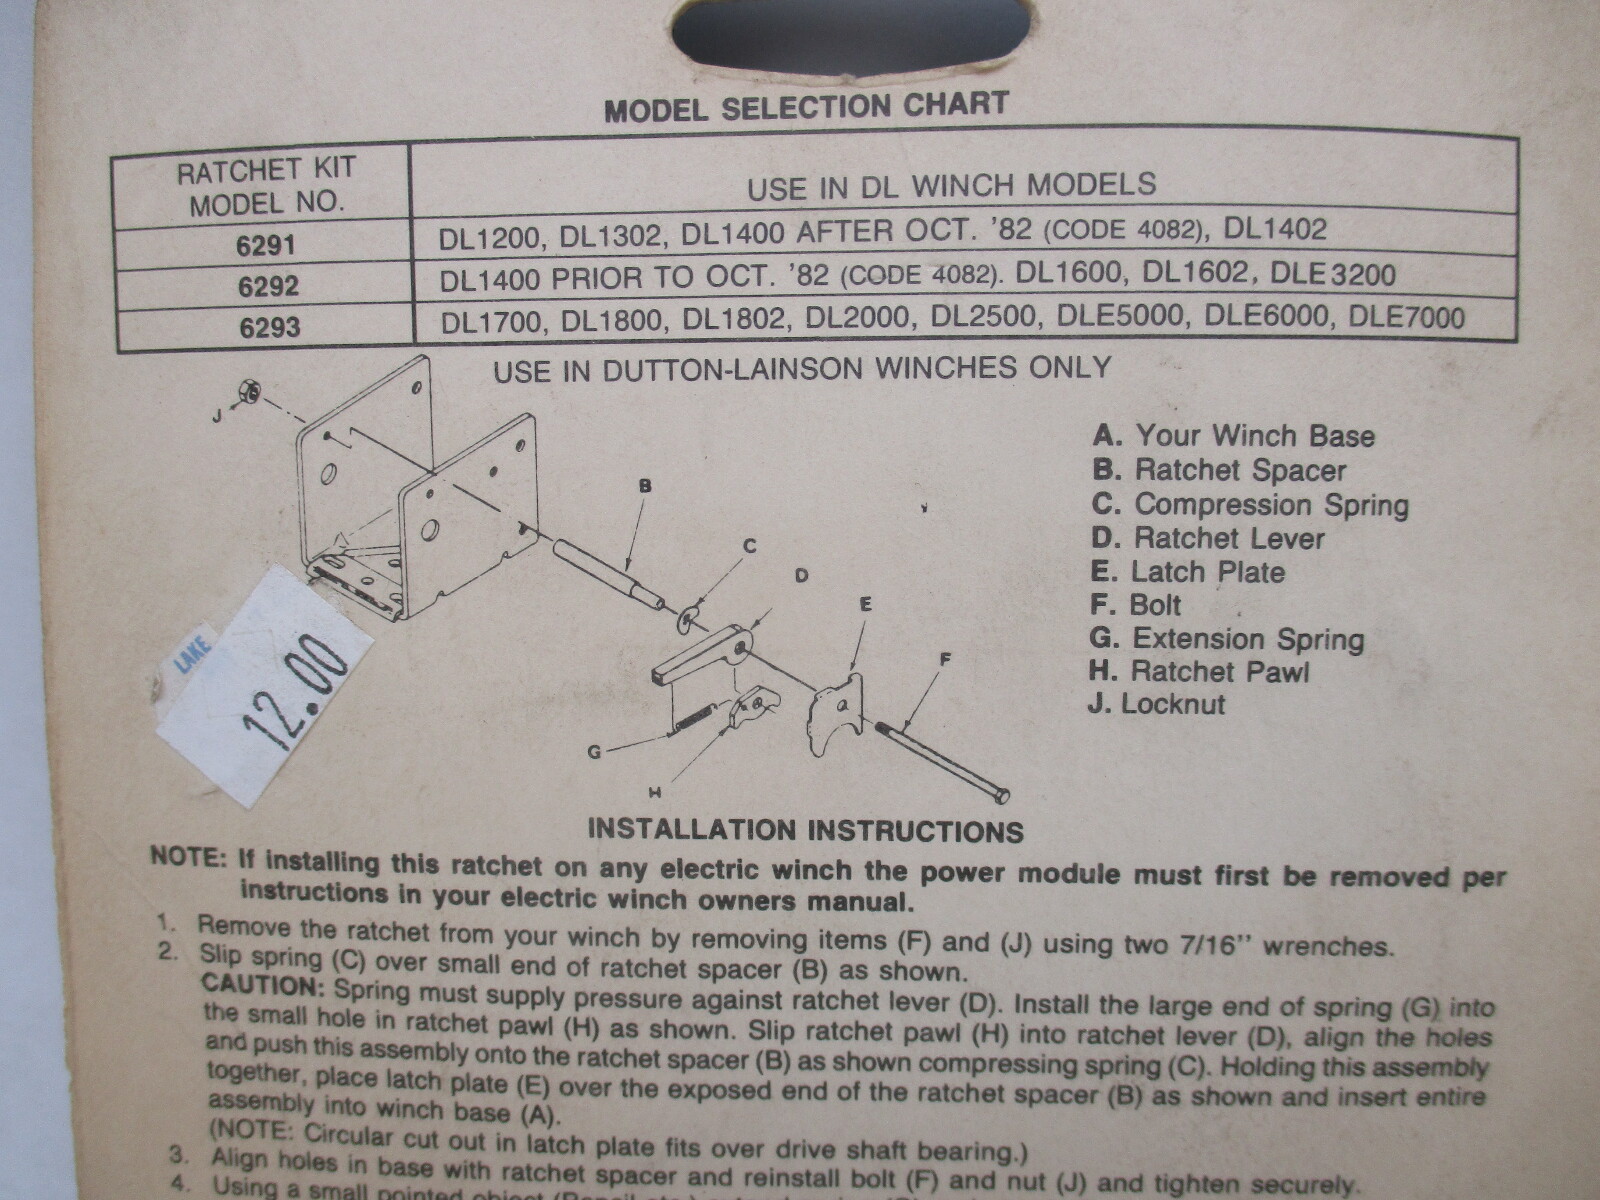 MODEL SELECTION CHART
RATCHET KIT
MODEL NO.
USE IN DL WINCH MODELS
6291
DL1200, DL1302, DL1400 AFTER OCT. '82 (CODE 4082), DL1402
6292
DL1400 PRIOR TO OCT. '82 (CODE 4082). DL1600, DL1602, DLE3200
6293
DL1700, DL1800, DL1802, DL2000, DL2500, DLE5000, DLE6000, DLE7000
USE IN DUTTON-LAINSON WINCHES ONLY
J
B
C
D
E
F
G
H
A. Your Winch Base
B. Ratchet Spacer
C. Compression Spring
D. Ratchet Lever
E. Latch Plate
F. Bolt
G. Extension Spring
H. Ratchet Pawl
J. Locknut
LAKE
12.00
INSTALLATION INSTRUCTIONS
NOTE: If installing this ratchet on any electric winch the power module must first be removed per
instructions in your electric winch owners manual.
1. Remove the ratchet from your winch by removing items (F) and (J) using two 7/16" wrenches.
2. Slip spring (C) over small end of ratchet spacer (B) as shown.
CAUTION: Spring must supply pressure against ratchet lever (D). Install the large end of spring (G) into
the small hole in ratchet pawl (H) as shown. Slip ratchet pawl (H) into ratchet lever (D), align the holes
and push this assembly onto the ratchet spacer (B) as shown compressing spring (C). Holding this assembly
together, place latch plate (E) over the exposed end of the ratchet spacer (B) as shown and insert entire
assembly into winch base (A).
(NOTE: Circular cut out in latch plate fits over drive shaft bearing.)
3. Align holes in base with ratchet spacer and reinstall bolt (F) and nut (J) and tighten securely.
4. Using a small pointed object